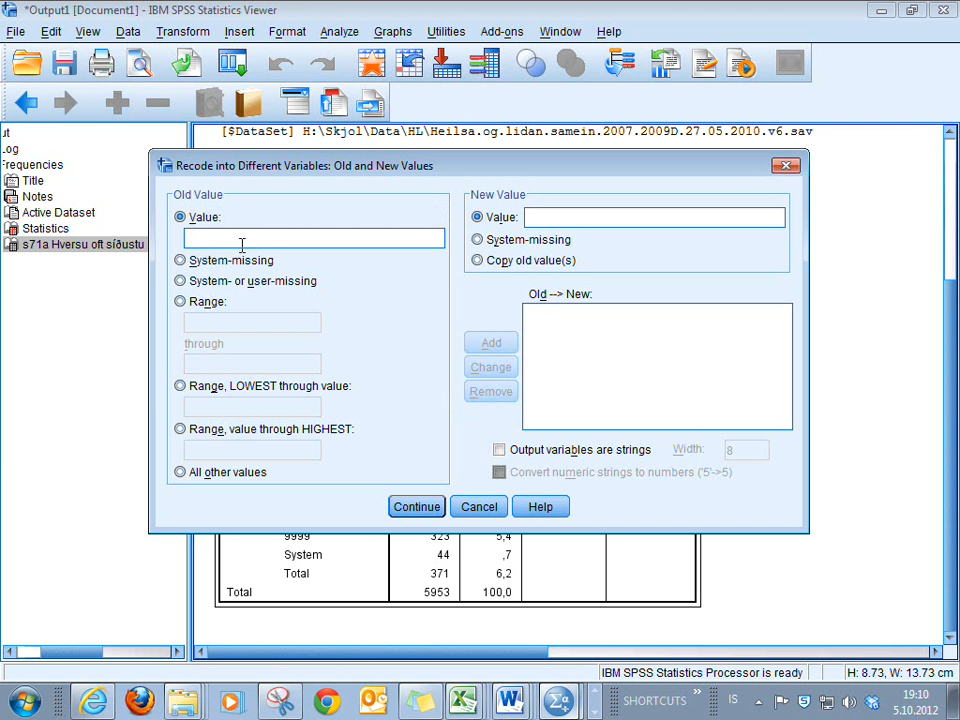 *Output1 [Document1] - IBM SPSS Statistics Viewer
File Edit View Data Transform Insert Format Analyze Graphs Utilities Add-ons Window Help
[$DataSet] H:\Skjol\Data\HL\Heilsa.og.lidan.samein.2007.2009D.27.05.2010.v6.sav
ut
Log
Frequencies
Title
Notes
Active Dataset
Statistics
s71a Hversu oft síðustu
Recode into Different Variables: Old and New Values
Old Value
Value:
System-missing
System- or user-missing
Range:
through
Range, LOWEST through value:
Range, value through HIGHEST:
All other values
New Value
Value:
System-missing
Copy old value(s)
Old --> New:
Add
Change
Remove
Output variables are strings Width: 8
Convert numeric strings to numbers ('5'->5)
Continue Cancel Help
9999 323 5,4
System 44 ,7
Total 371 6,2
Total 5953 100,0
IBM SPSS Statistics Processor is ready H: 8.73, W: 13.73 cm
SHORTCUTS » IS 19:10
5.10.2012